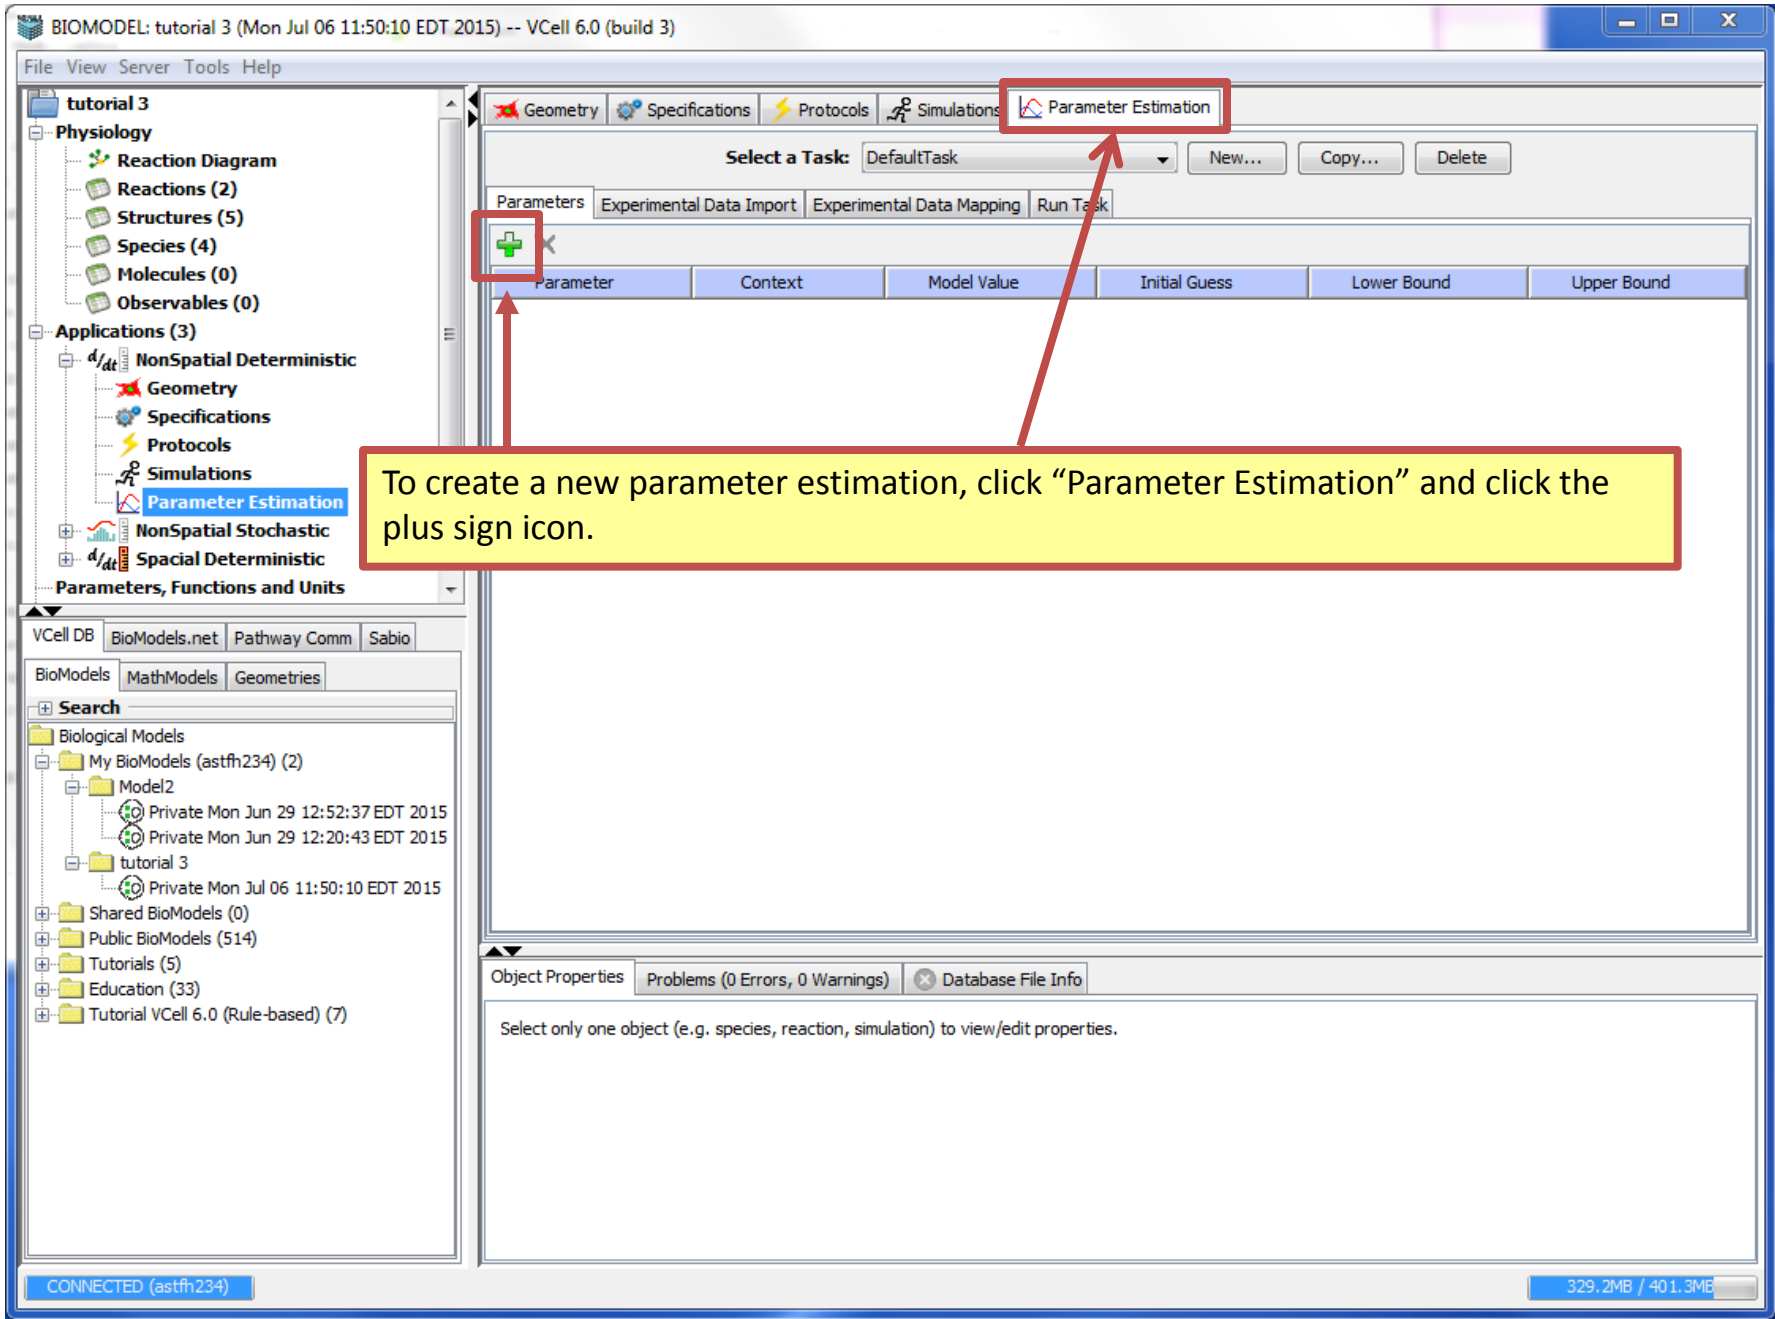 BIOMODEL: tutorial 3 (Mon Jul 06 11:50:10 EDT 2015) -- VCell 6.0 (build 3)
File View Server Tools Help
tutorial 3
Physiology
Reaction Diagram
Reactions (2)
Structures (5)
Species (4)
Molecules (0)
Observables (0)
Applications (3)
d/dt NonSpatial Deterministic
Geometry
Specifications
Protocols
Simulations
Parameter Estimation
NonSpatial Stochastic
d/dt Spacial Deterministic
Parameters, Functions and Units
VCell DB BioModels.net Pathway Comm Sabio
BioModels MathModels Geometries
Search
Biological Models
My BioModels (astfh234) (2)
Model2
Private Mon Jun 29 12:52:37 EDT 2015
Private Mon Jun 29 12:20:43 EDT 2015
tutorial 3
Private Mon Jul 06 11:50:10 EDT 2015
Shared BioModels (0)
Public BioModels (514)
Tutorials (5)
Education (33)
Tutorial VCell 6.0 (Rule-based) (7)
Geometry Specifications Protocols Simulations Parameter Estimation
Select a Task: DefaultTask New... Copy... Delete
Parameters Experimental Data Import Experimental Data Mapping Run Task
Parameter Context Model Value Initial Guess Lower Bound Upper Bound
To create a new parameter estimation, click “Parameter Estimation” and click the
plus sign icon.
Object Properties Problems (0 Errors, 0 Warnings) Database File Info
Select only one object (e.g. species, reaction, simulation) to view/edit properties.
CONNECTED (astfh234)
329.2MB / 401.3MB